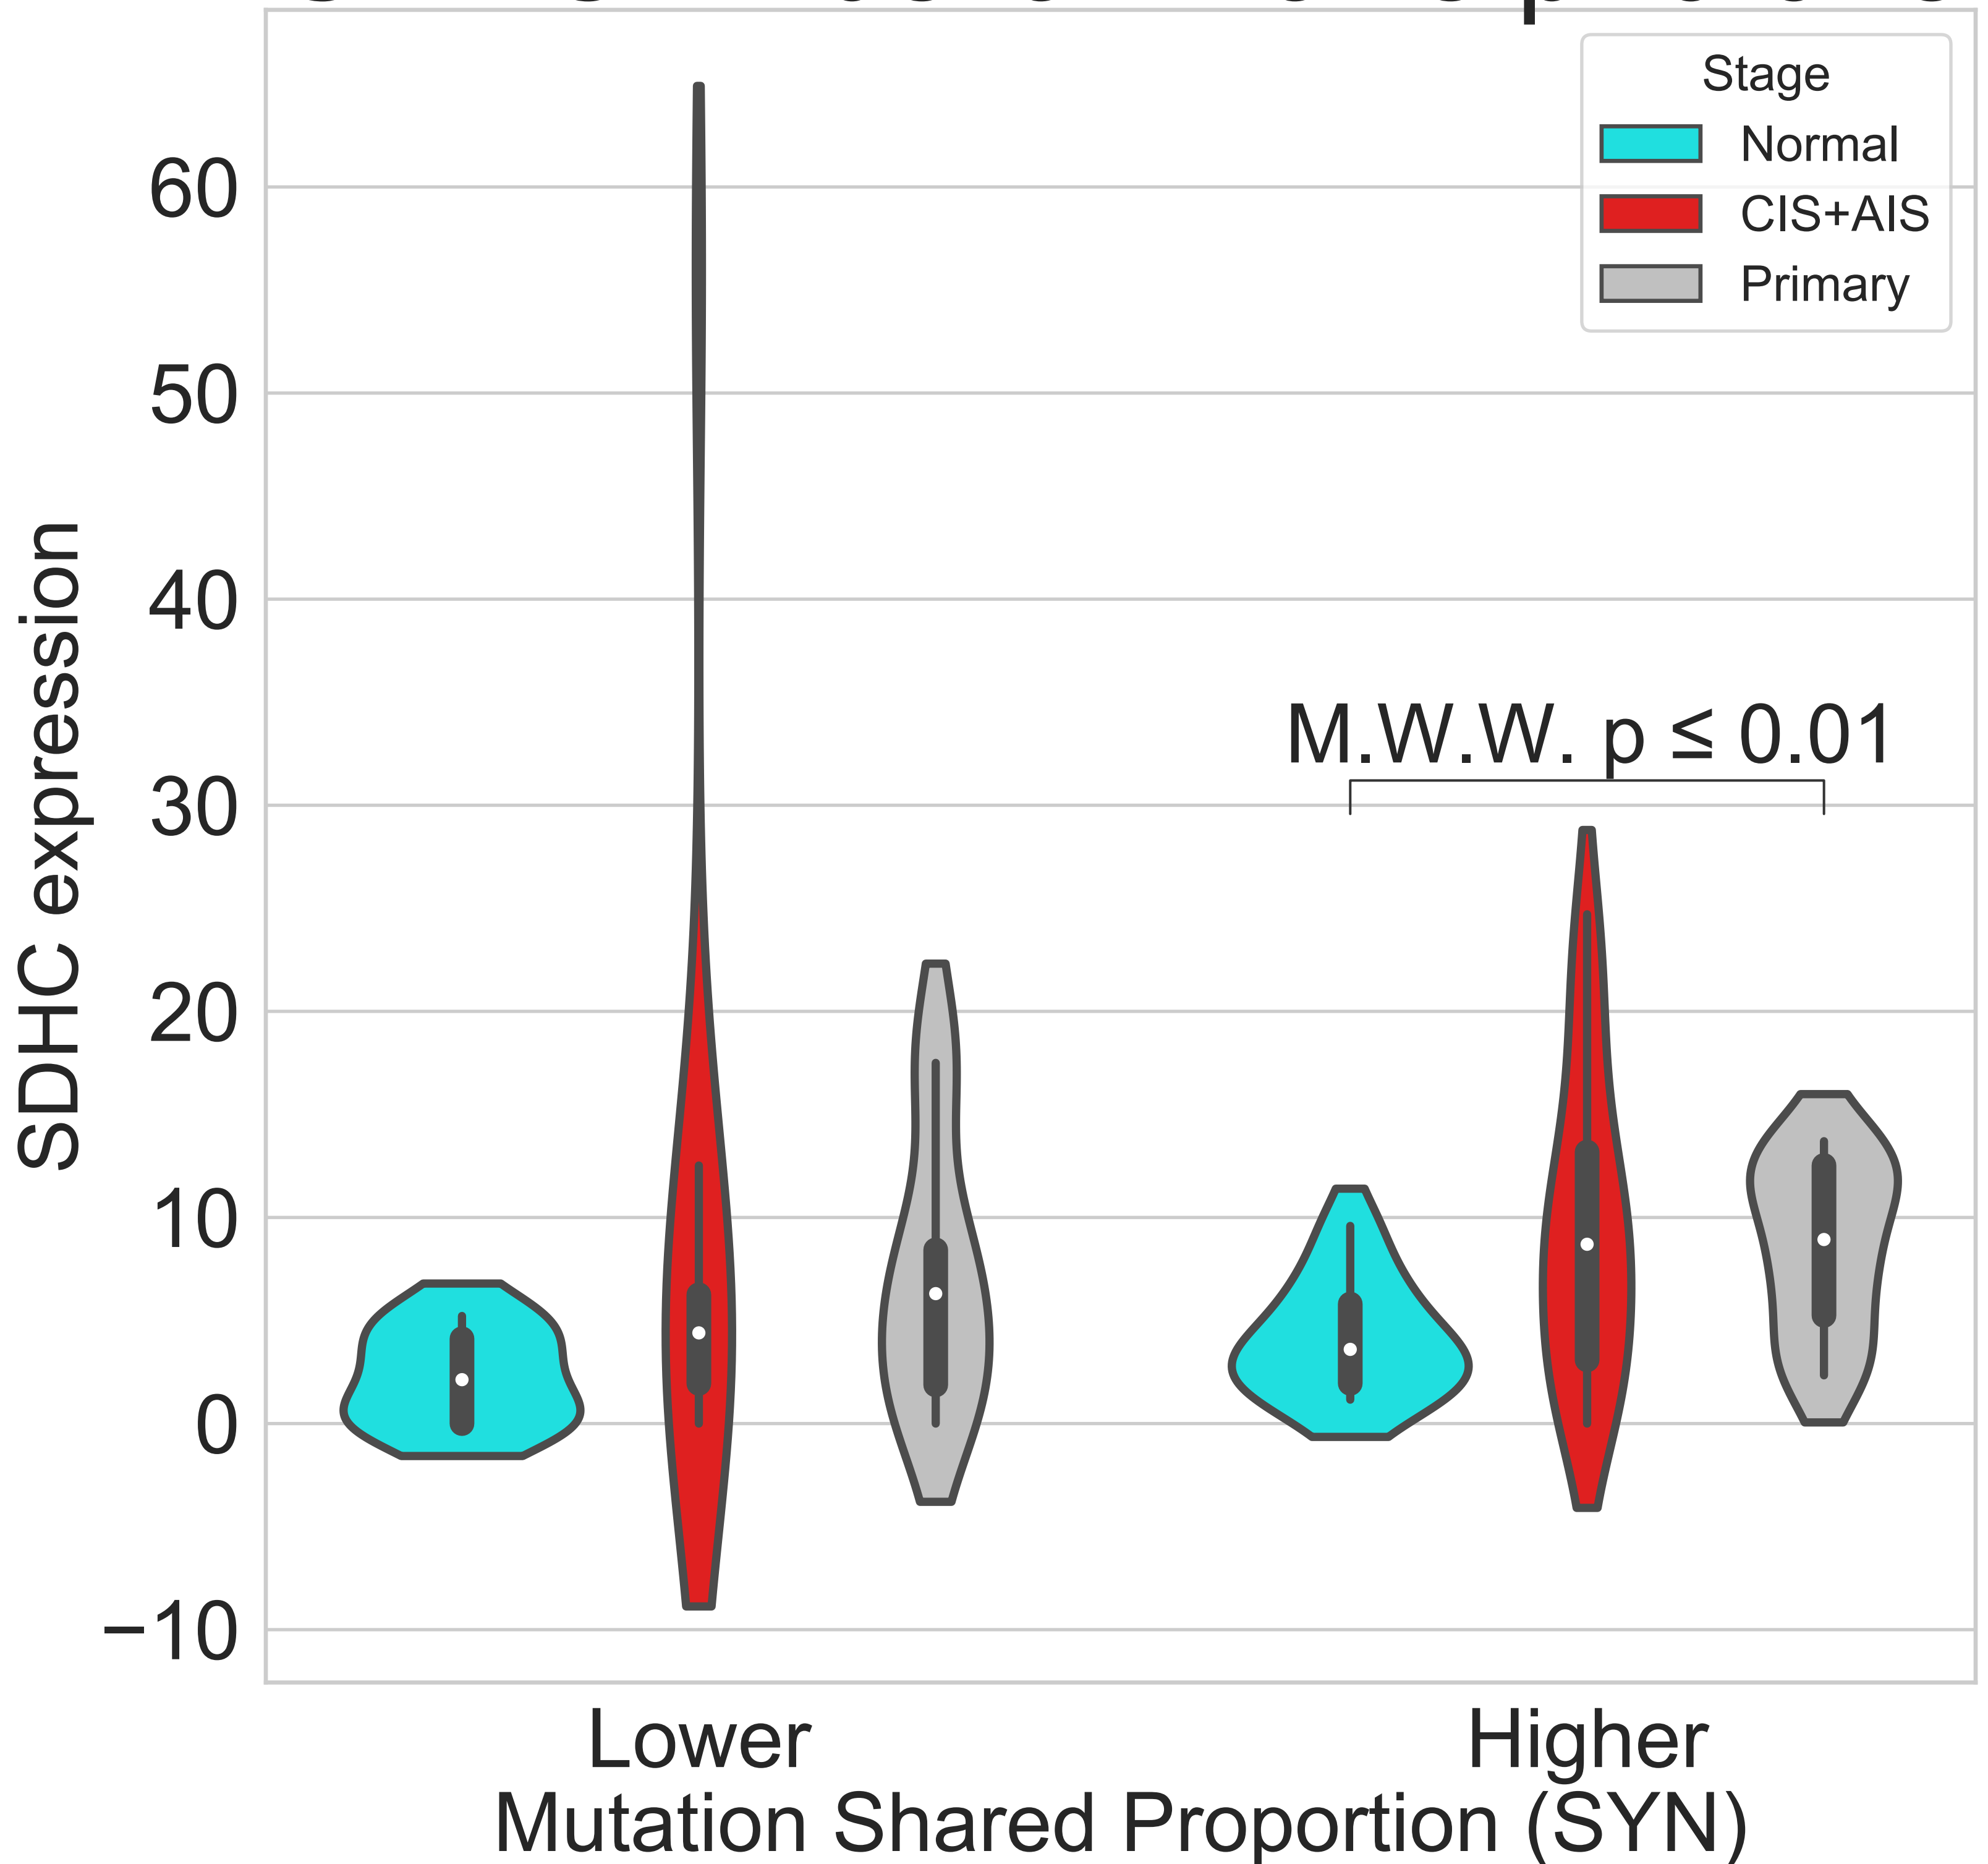 Stage
Normal
CIS+AIS
Primary
60
50
40
30
20
10
0
−10
SDHC expression
M.W.W. p ≤ 0.01
Lower
Higher
Mutation Shared Proportion (SYN)